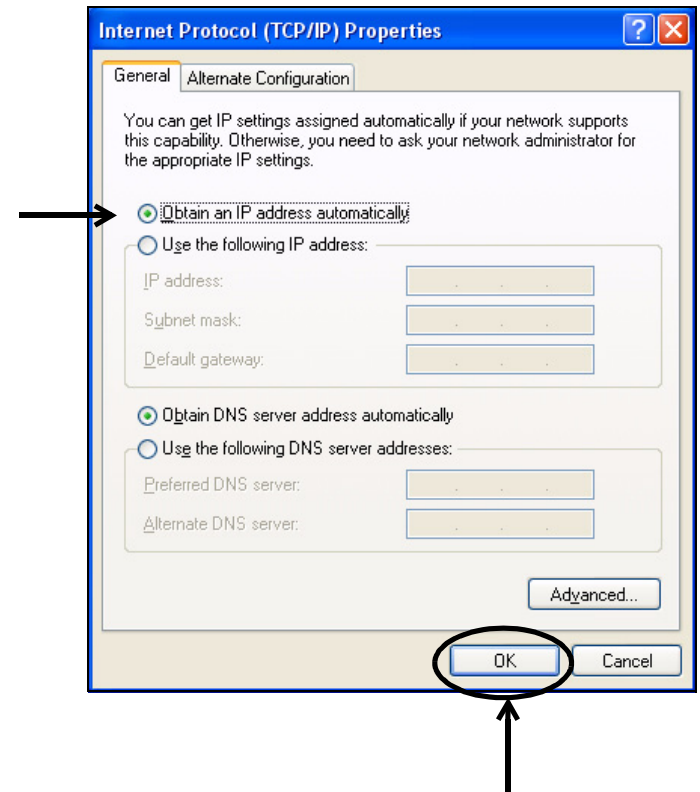 Internet Protocol (TCP/IP) Properties
General
Alternate Configuration
You can get IP settings assigned automatically if your network supports
this capability. Otherwise, you need to ask your network administrator for
the appropriate IP settings.
Obtain an IP address automatically
Use the following IP address:
IP address:
Subnet mask:
Default gateway:
Obtain DNS server address automatically
Use the following DNS server addresses:
Preferred DNS server:
Alternate DNS server:
Advanced...
OK
Cancel